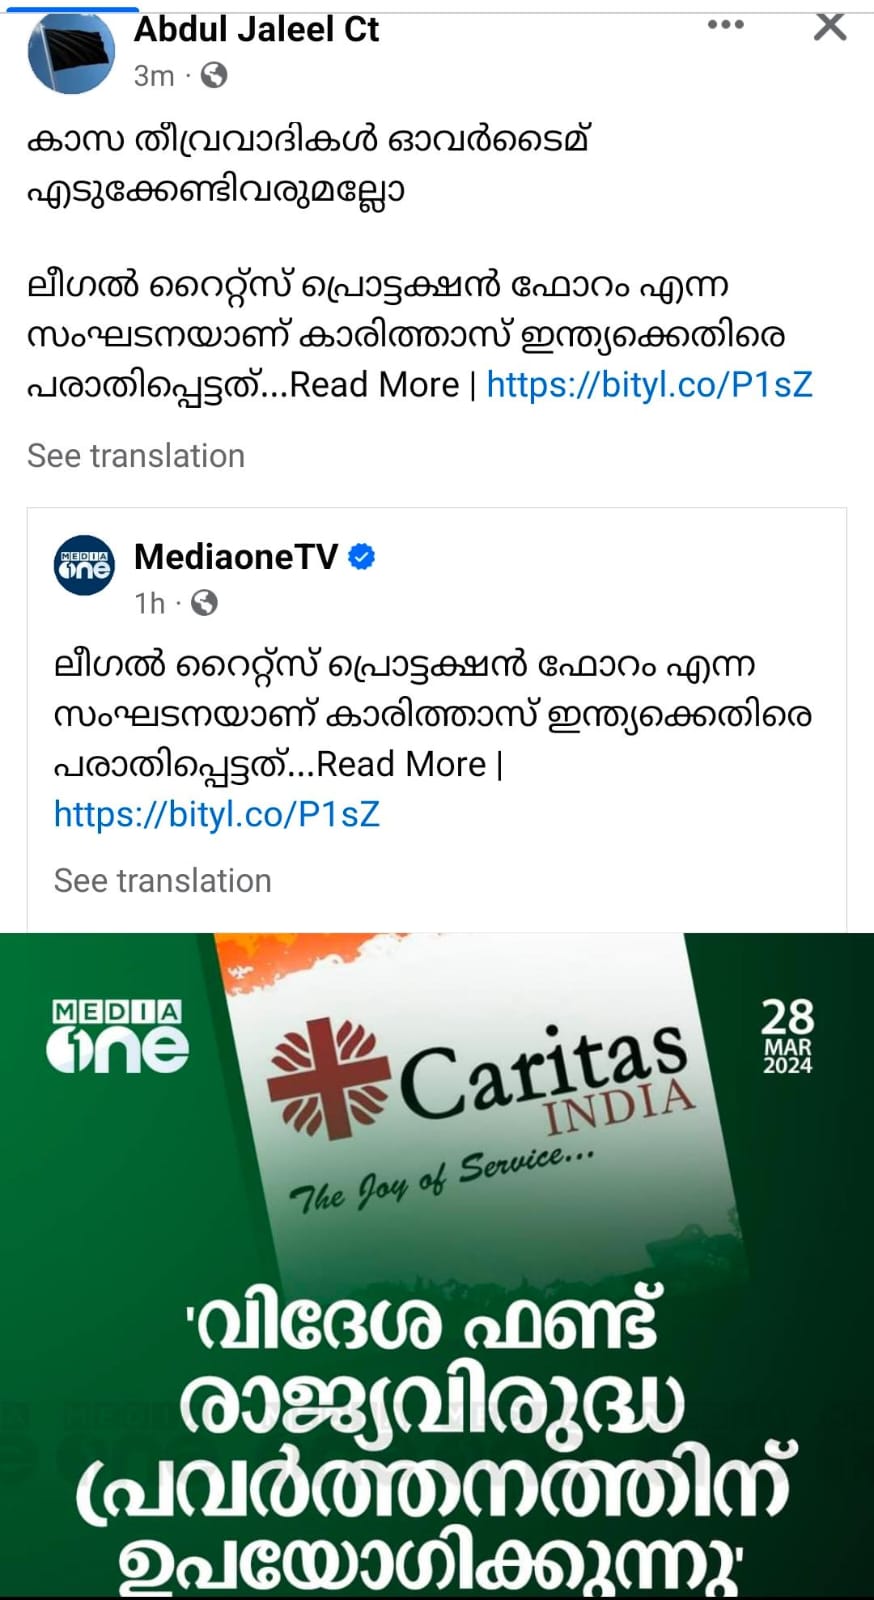 Abdul Jaleel Ct
3m
കാസ തീവ്രവാദികൾ ഓവർടൈമ്
എടുക്കേണ്ടിവരുമല്ലോ
ലീഗൽ റൈറ്റ്സ് പ്രൊട്ടക്ഷൻ ഫോറം എന്ന
സംഘടനയാണ് കാരിത്താസ് ഇന്ത്യക്കെതിരെ
പരാതിപ്പെട്ടത്...Read More | https://bityl.co/P1sZ
See translation
MEDIA
one
MediaoneTV
1h
ലീഗൽ റൈറ്റ്സ് പ്രൊട്ടക്ഷൻ ഫോറം എന്ന
സംഘടനയാണ് കാരിത്താസ് ഇന്ത്യക്കെതിരെ
പരാതിപ്പെട്ടത്...Read More |
https://bityl.co/P1sZ
See translation
MEDIA
one
Caritas
INDIA
The Joy of Service...
28
MAR
2024
'വിദേശ ഫണ്ട്
രാജ്യവിരുദ്ധ
പ്രവർത്തനത്തിന്
ഉപയോഗിക്കുന്നു'